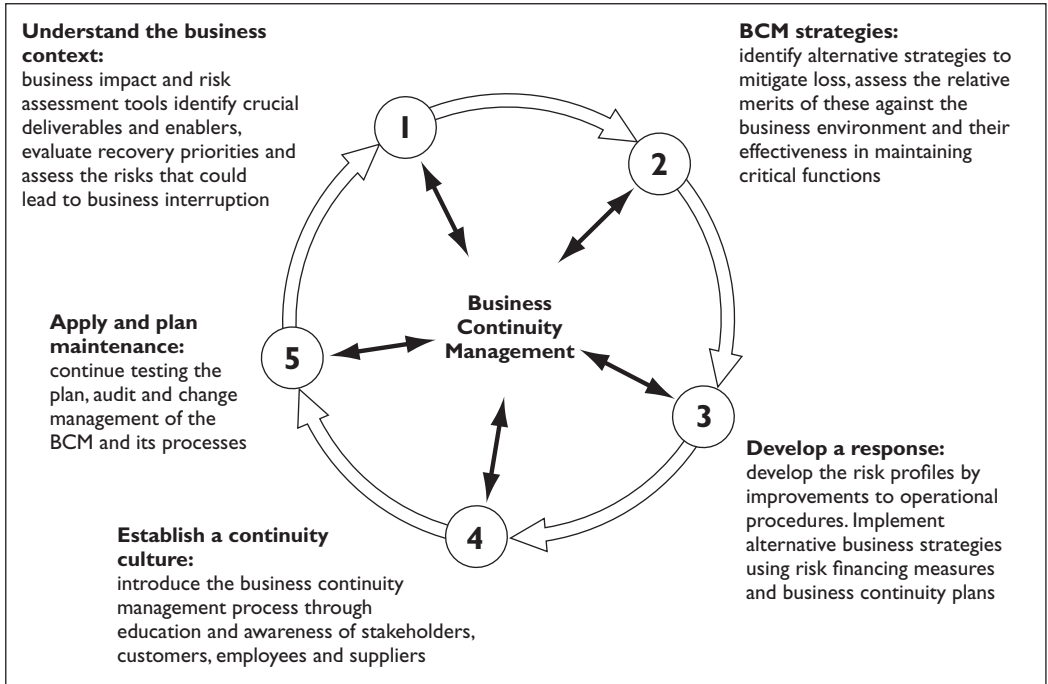 Understand the business
context:
business impact and risk
assessment tools identify crucial
deliverables and enablers,
evaluate recovery priorities and
assess the risks that could
lead to business interruption
1
BCM strategies:
identify alternative strategies to
mitigate loss, assess the relative
merits of these against the
business environment and their
effectiveness in maintaining
critical functions
2
Business
Continuity
Management
Develop a response:
develop the risk profiles by
improvements to operational
procedures. Implement
alternative business strategies
using risk financing measures
and business continuity plans
3
Establish a continuity
culture:
introduce the business continuity
management process through
education and awareness of stakeholders,
customers, employees and suppliers
4
Apply and plan
maintenance:
continue testing the
plan, audit and change
management of the
BCM and its processes
5